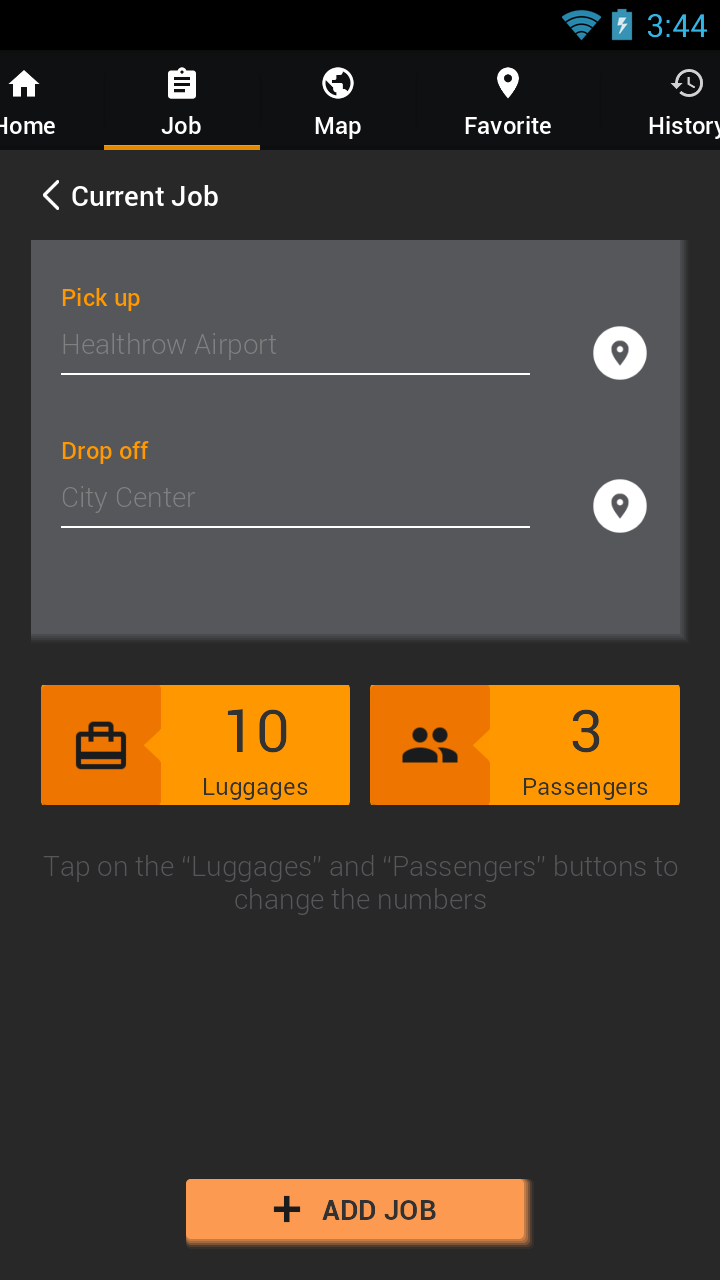 3:44
Home
Job
Map
Favorite
History
Current Job
Pick up
Healthrow Airport
Drop off
City Center
10
Luggages
3
Passengers
Tap on the “Luggages” and “Passengers” buttons to
change the numbers
ADD JOB